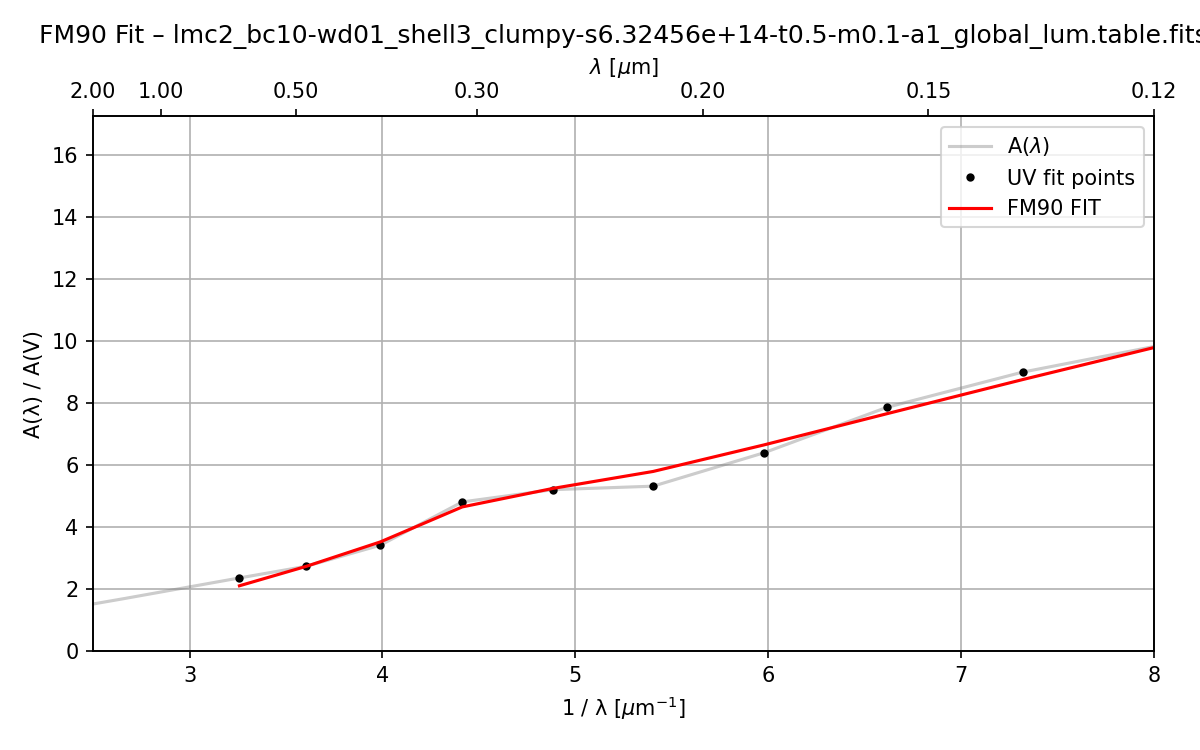 FM90 Fit – lmc2_bc10-wd01_shell3_clumpy-s6.32456e+14-t0.5-m0.1-a1_global_lum.table.fits
λ [μm]
2.00 1.00 0.50 0.30 0.20 0.15 0.12
A(λ)
UV fit points
FM90 FIT
16
14
12
10
8
6
4
2
0
A(λ) / A(V)
3 4 5 6 7 8
1 / λ [μm⁻¹]